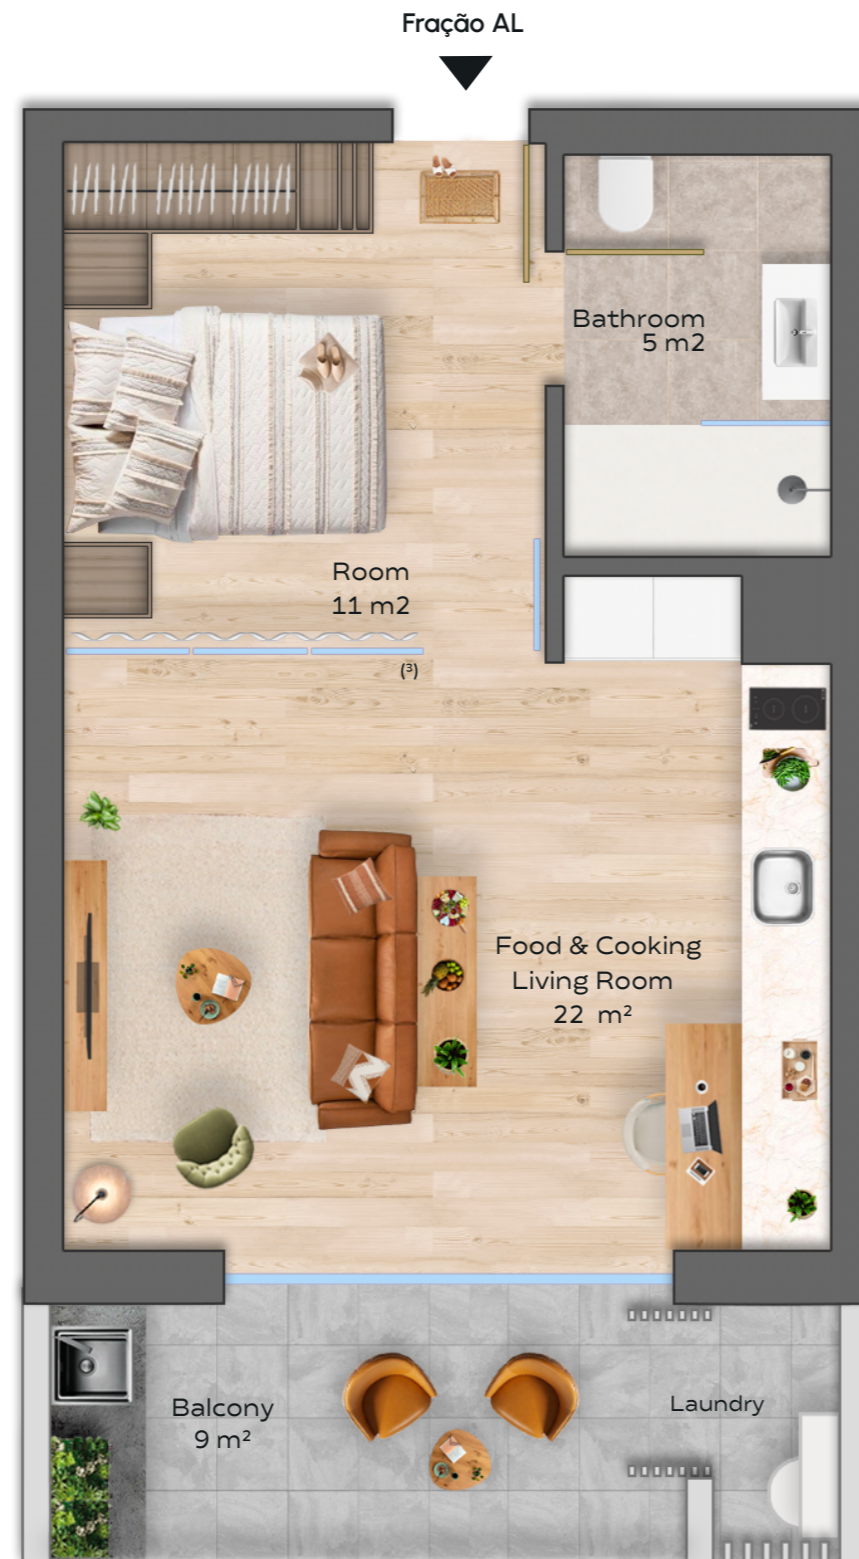 Fração AL
Bathroom
5 m2
Room
11 m2
(³)
Food & Cooking
Living Room
22 m²
Balcony
9 m²
Laundry